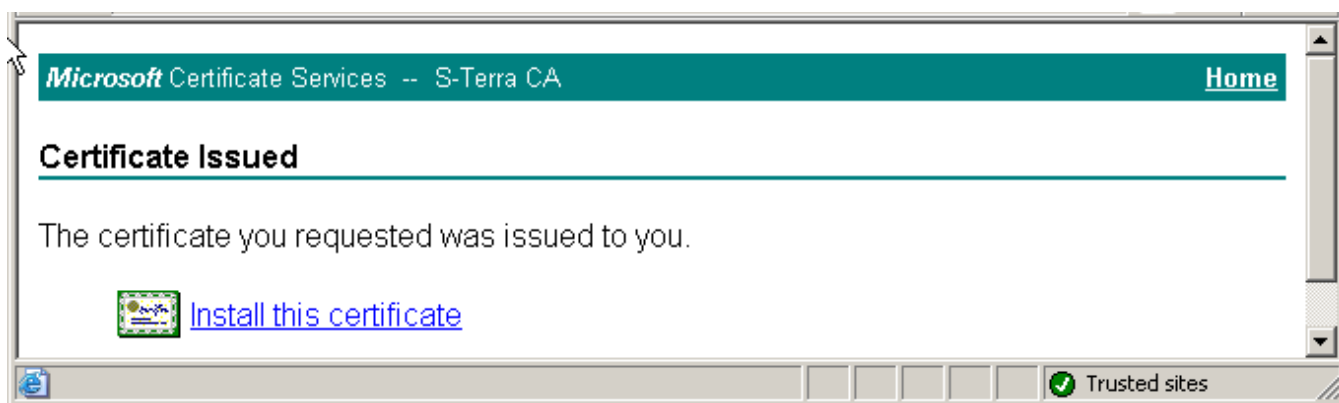 Microsoft Certificate Services -- S-Terra CA Home
Certificate Issued
The certificate you requested was issued to you.
Install this certificate
Trusted sites